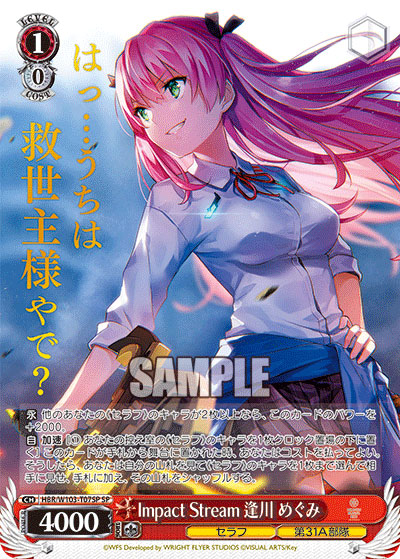 LEVEL
1
0
COST
はっ…うちは
救世主様やで？
SAMPLE
永 他のあなたの《セラフ》のキャラが2枚以上なら、このカードのパワーを
+2000。
自 加速［① あなたの控え室の《セラフ》のキャラを1枚クロック置場の下に置
く］ このカードが手札から舞台に置かれた時、あなたはコストを払ってよい。
そうしたら、あなたは自分の山札を見て《セラフ》のキャラを1枚まで選んで相
手に見せ、手札に加え、その山札をシャッフルする。
CH HBR/W103-T07SP SP
4000
Impact Stream 逢川 めぐみ
セラフ 第31A部隊
©WFS Developed by WRIGHT FLYER STUDIOS ©VISUAL ARTS/Key